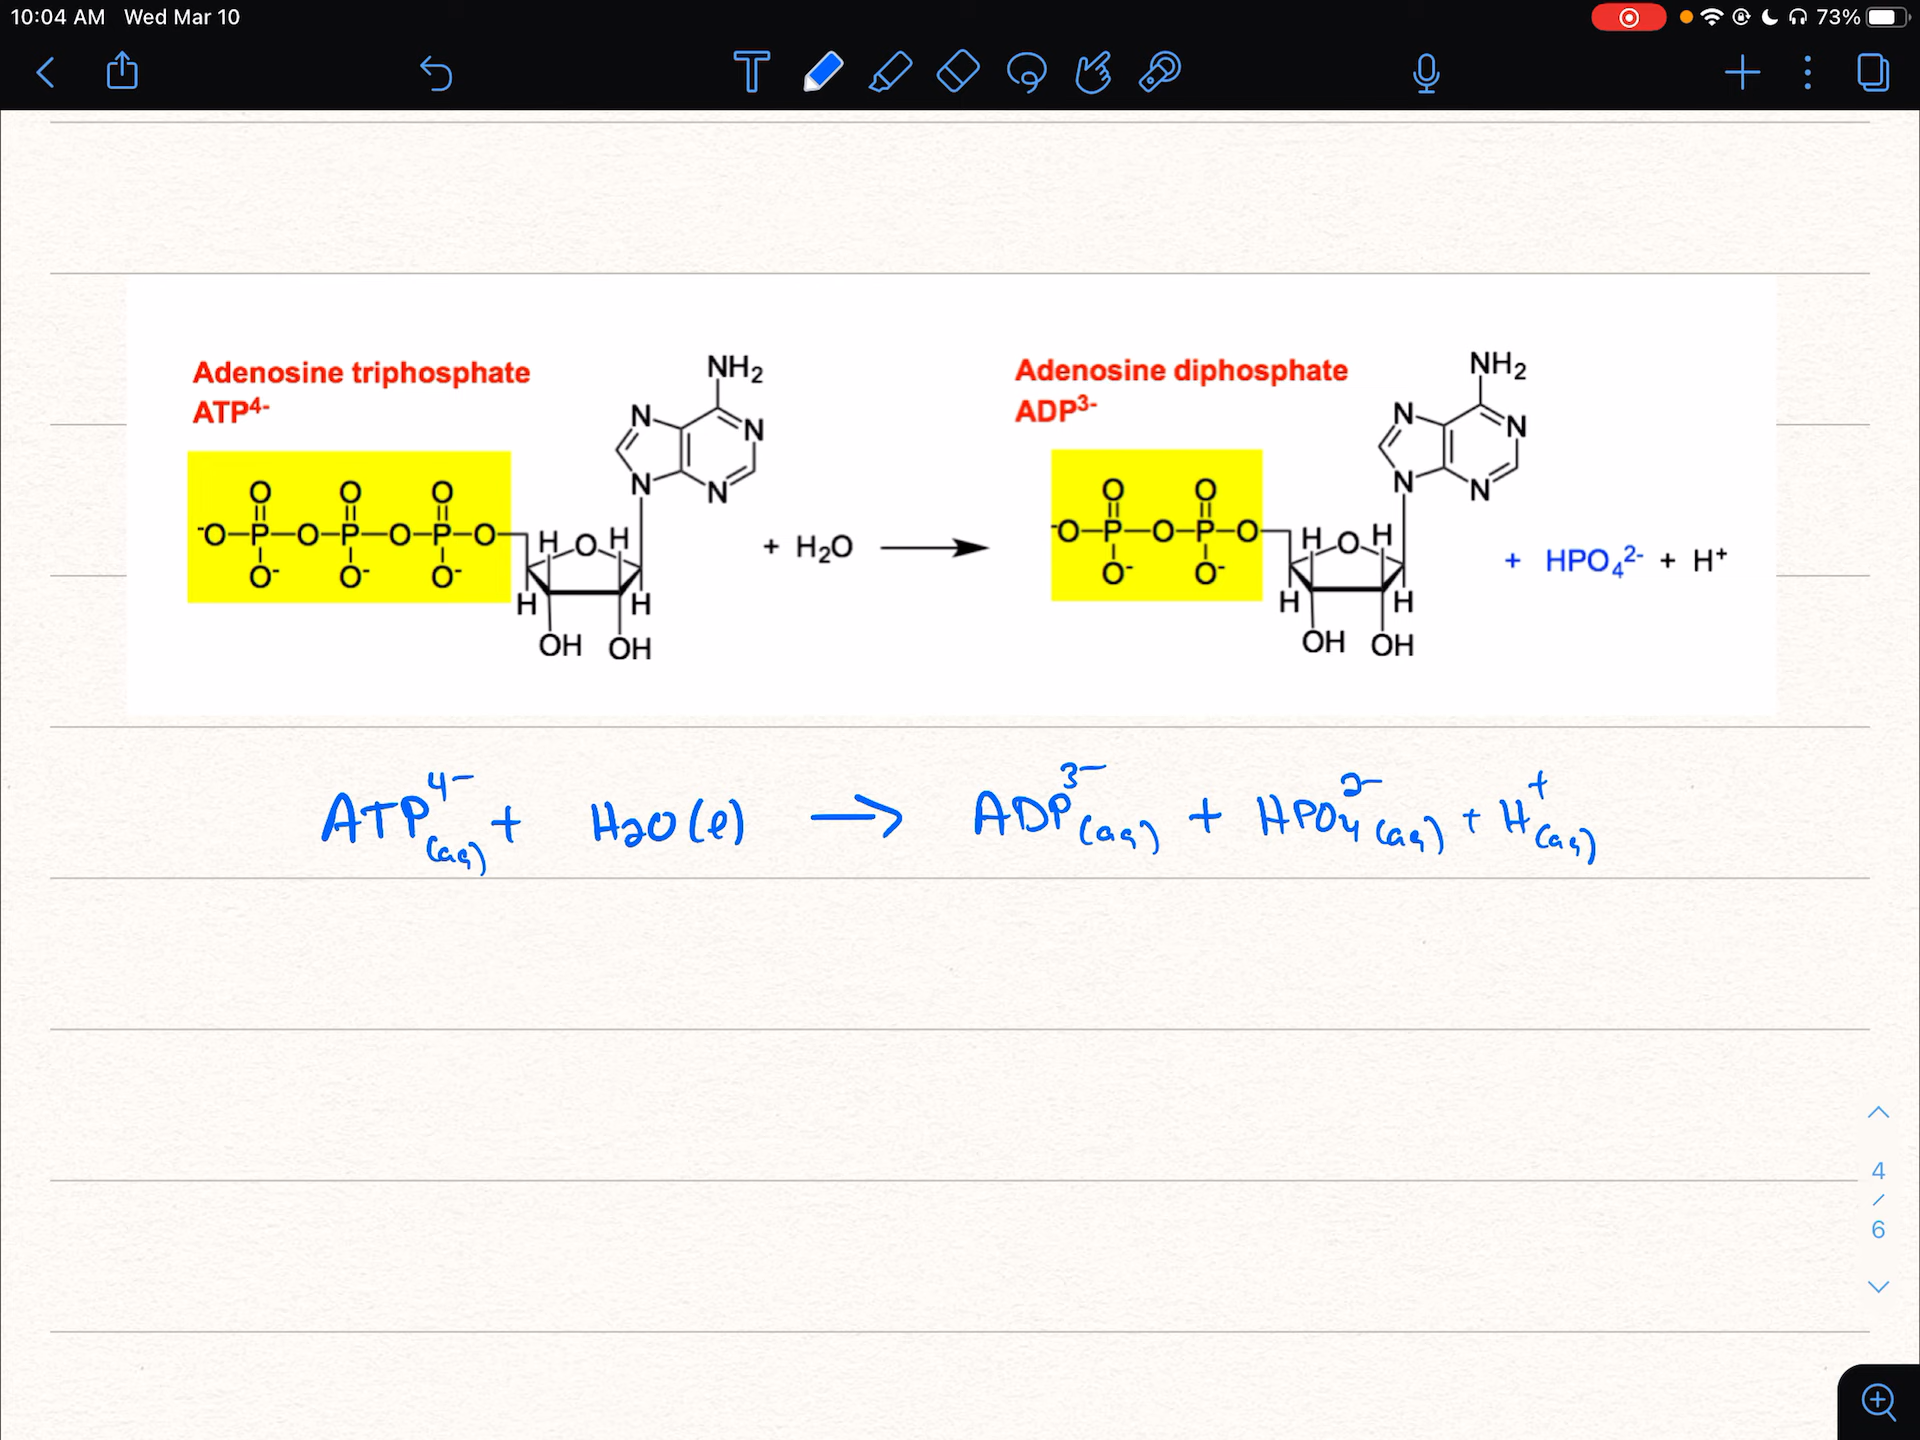 10:04 AM Wed Mar 10 73%
T
Adenosine triphosphate
ATP⁴⁻
NH₂
N N N N
O O O
⁻O–P–O–P–O–P–O
O⁻ O⁻ O⁻
H O H
H H
OH OH
+ H₂O
Adenosine diphosphate
ADP³⁻
NH₂
N N N N
O O
⁻O–P–O–P–O
O⁻ O⁻
H O H
H H
OH OH
+ HPO₄²⁻ + H⁺
ATP⁴⁻(aq) + H₂O(l) → ADP³⁻(aq) + HPO₄²⁻(aq) + H⁺(aq)
4
/
6